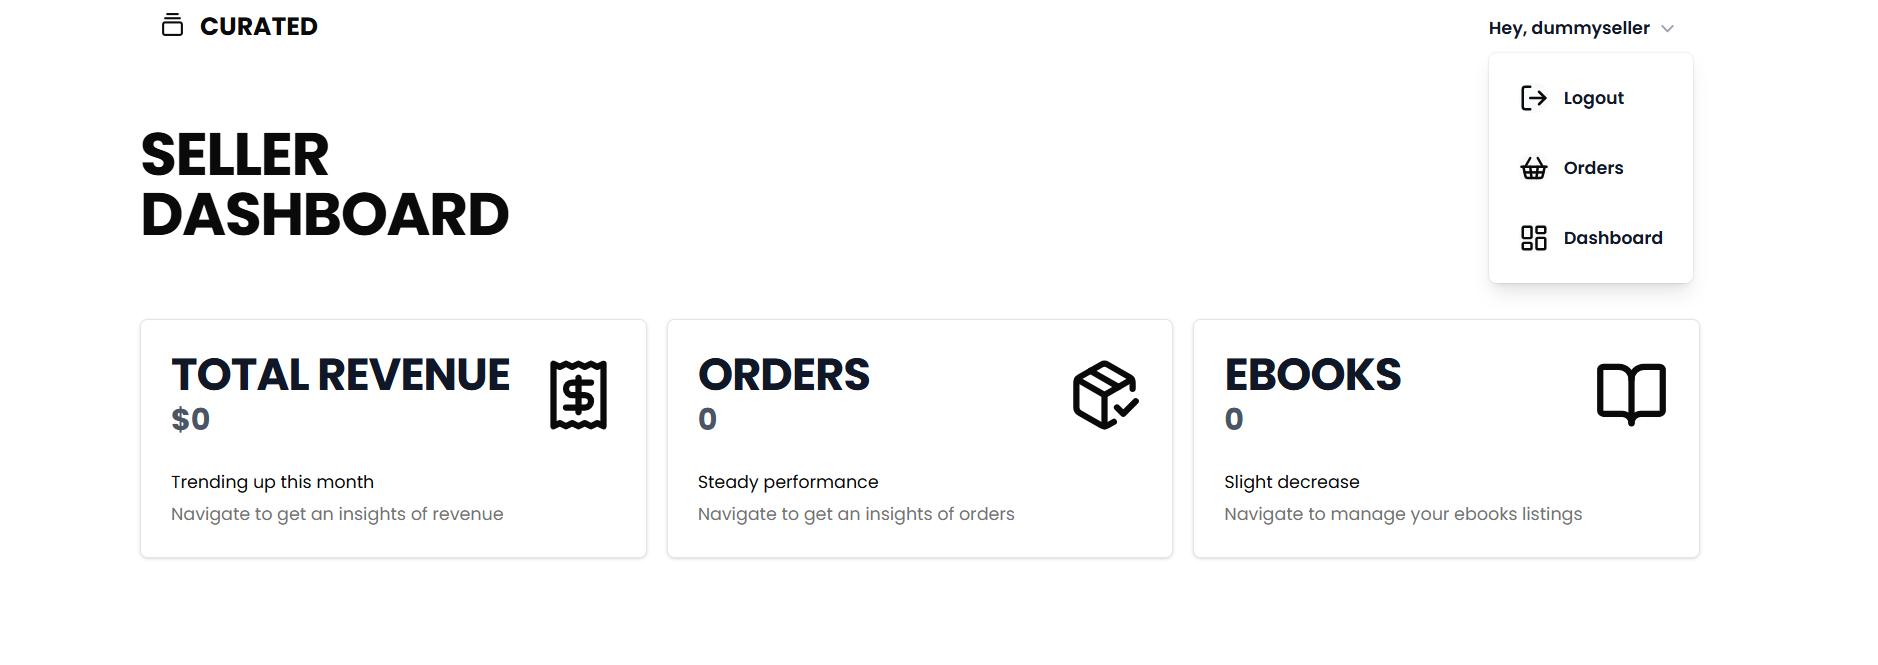 CURATED
Hey, dummyseller
Logout
Orders
Dashboard
SELLER
DASHBOARD
TOTAL REVENUE
$0
Trending up this month
Navigate to get an insights of revenue
ORDERS
0
Steady performance
Navigate to get an insights of orders
EBOOKS
0
Slight decrease
Navigate to manage your ebooks listings